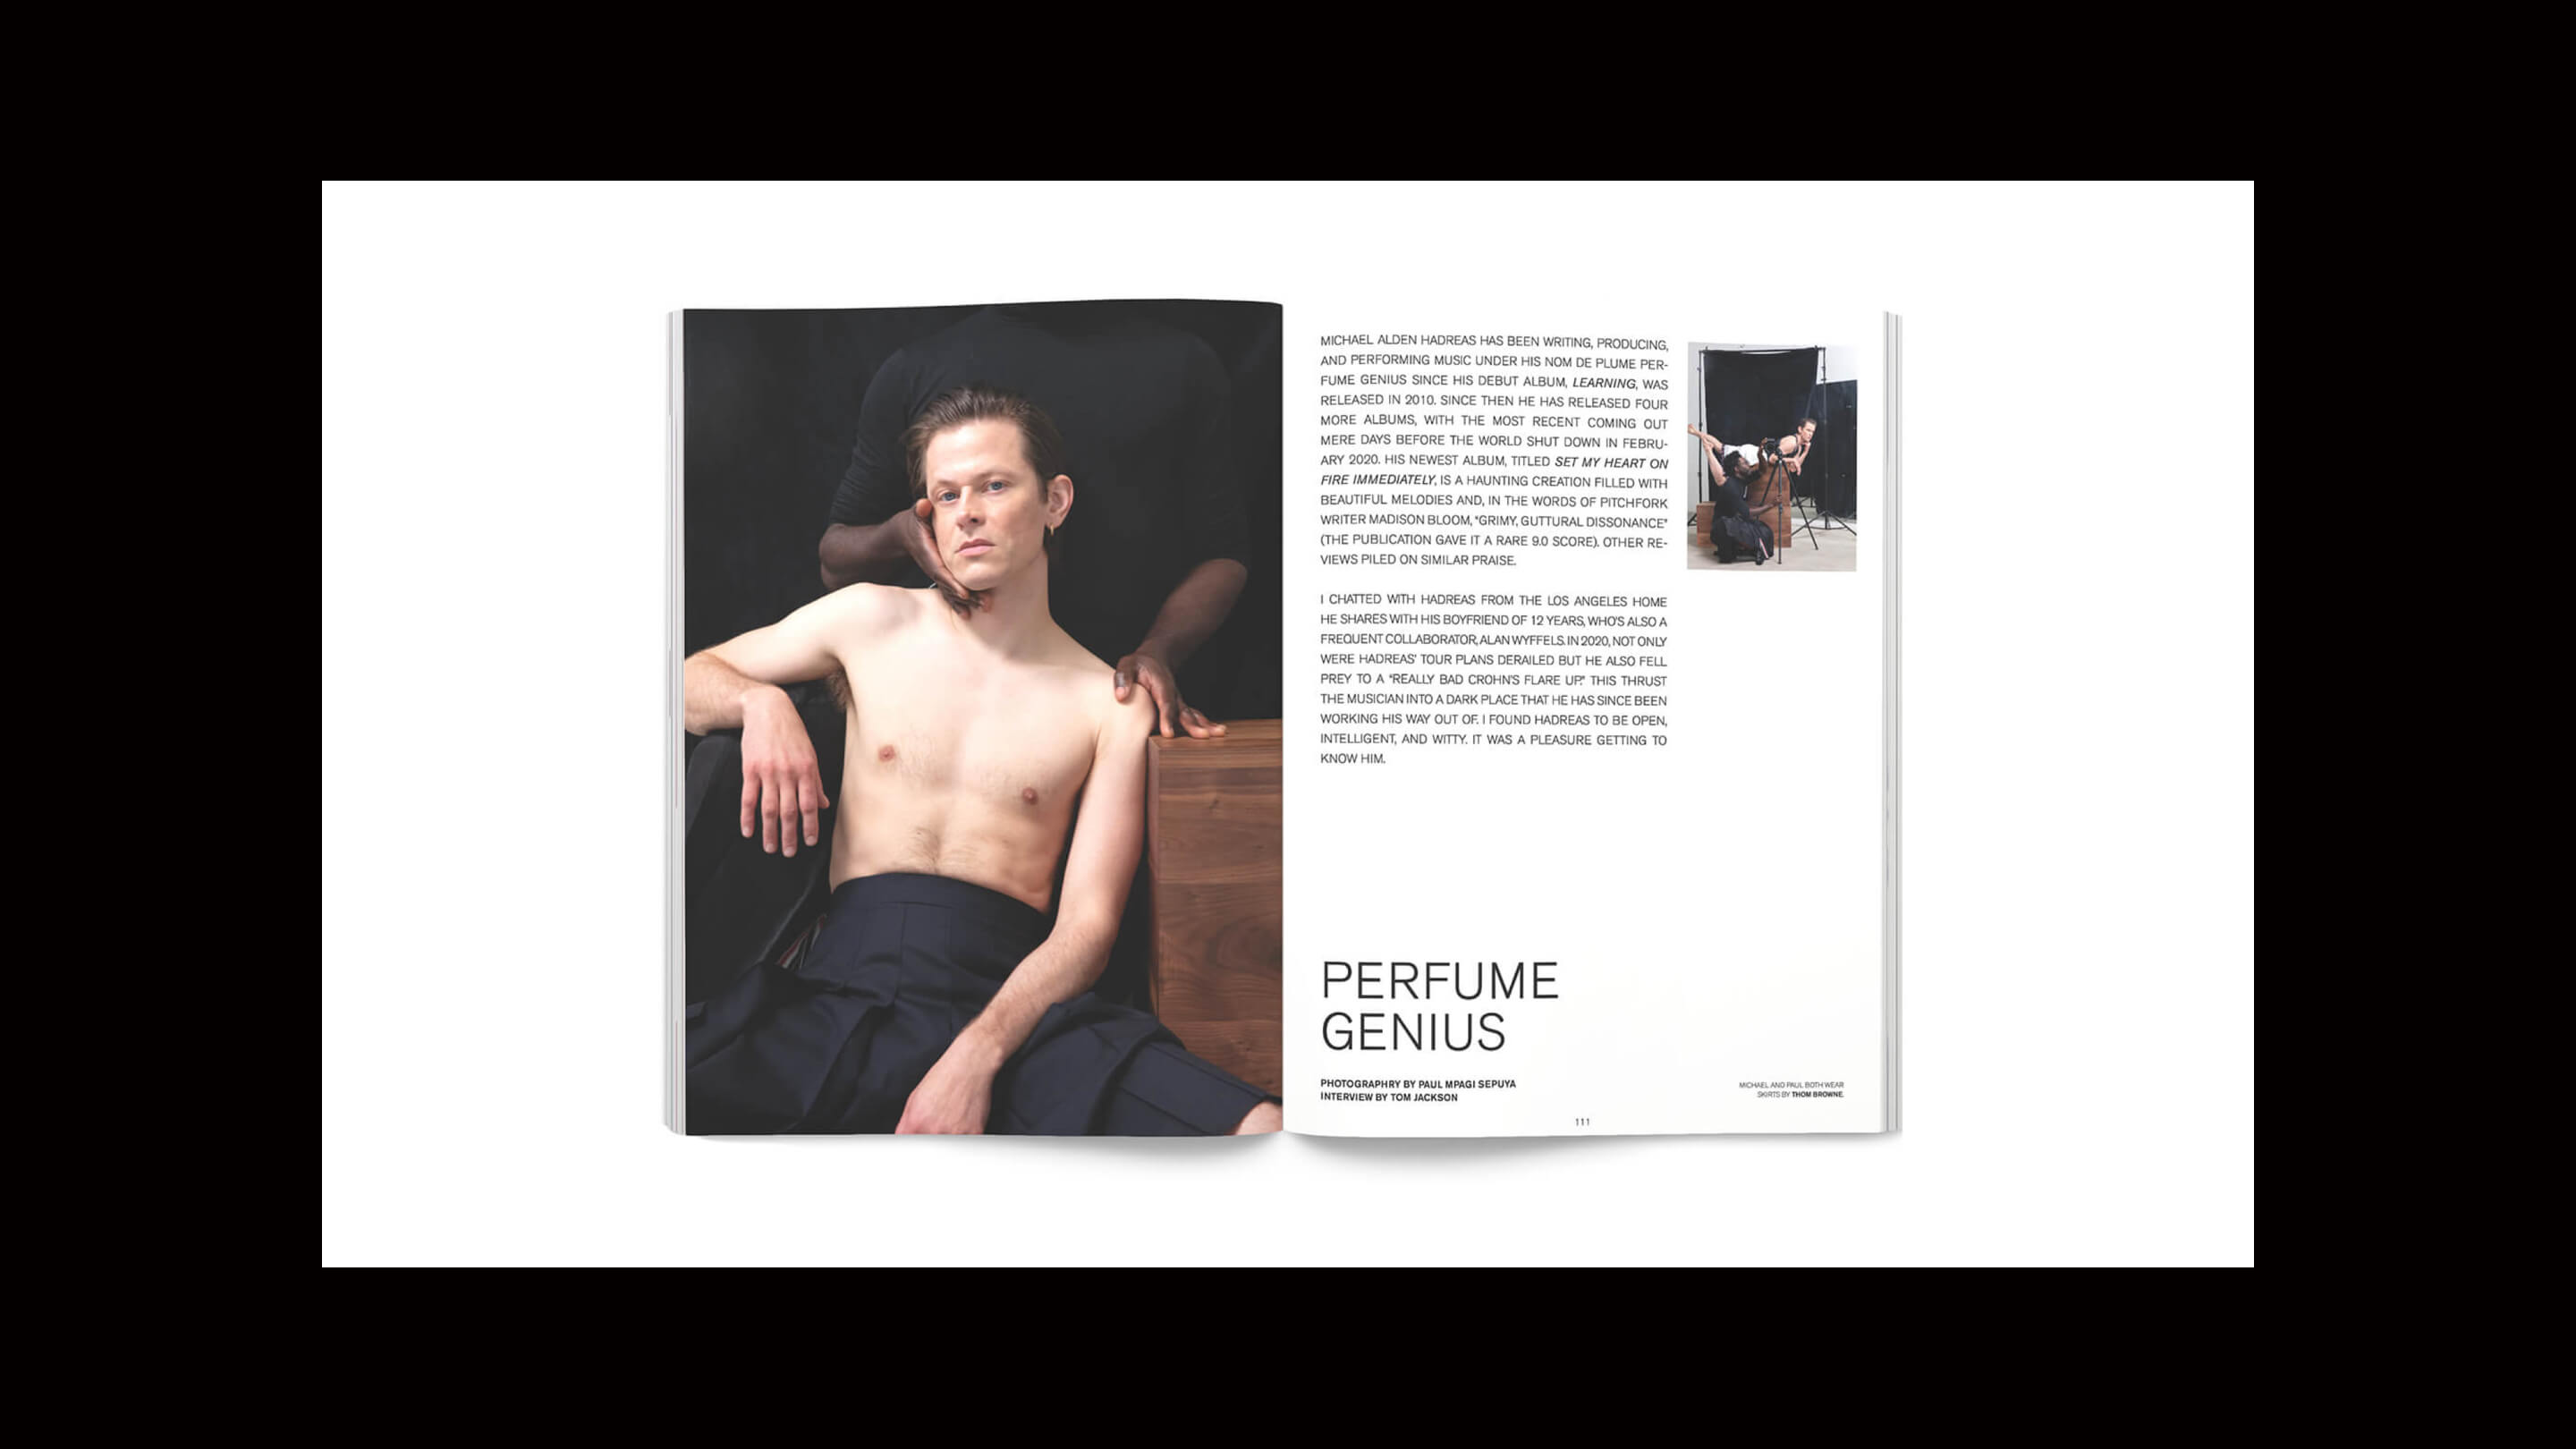 MICHAEL ALDEN HADREAS HAS BEEN WRITING, PRODUCING,
AND PERFORMING MUSIC UNDER HIS NOM DE PLUME PER-
FUME GENIUS SINCE HIS DEBUT ALBUM, LEARNING, WAS
RELEASED IN 2010. SINCE THEN HE HAS RELEASED FOUR
MORE ALBUMS, WITH THE MOST RECENT COMING OUT
MERE DAYS BEFORE THE WORLD SHUT DOWN IN FEBRU-
ARY 2020. HIS NEWEST ALBUM, TITLED SET MY HEART ON
FIRE IMMEDIATELY, IS A HAUNTING CREATION FILLED WITH
BEAUTIFUL MELODIES AND, IN THE WORDS OF PITCHFORK
WRITER MADISON BLOOM, "GRIMY, GUTTURAL DISSONANCE"
(THE PUBLICATION GAVE IT A RARE 9.0 SCORE). OTHER RE-
VIEWS PILED ON SIMILAR PRAISE.
I CHATTED WITH HADREAS FROM THE LOS ANGELES HOME
HE SHARES WITH HIS BOYFRIEND OF 12 YEARS, WHO'S ALSO A
FREQUENT COLLABORATOR, ALAN WYFFELS. IN 2020, NOT ONLY
WERE HADREAS' TOUR PLANS DERAILED BUT HE ALSO FELL
PREY TO A "REALLY BAD CROHN'S FLARE UP." THIS THRUST
THE MUSICIAN INTO A DARK PLACE THAT HE HAS SINCE BEEN
WORKING HIS WAY OUT OF. I FOUND HADREAS TO BE OPEN,
INTELLIGENT, AND WITTY. IT WAS A PLEASURE GETTING TO
KNOW HIM.
PERFUME
GENIUS
PHOTOGRAPHRY BY PAUL MPAGI SEPUYA
INTERVIEW BY TOM JACKSON
MICHAEL AND PAUL BOTH WEAR
SKIRTS BY THOM BROWNE.
111